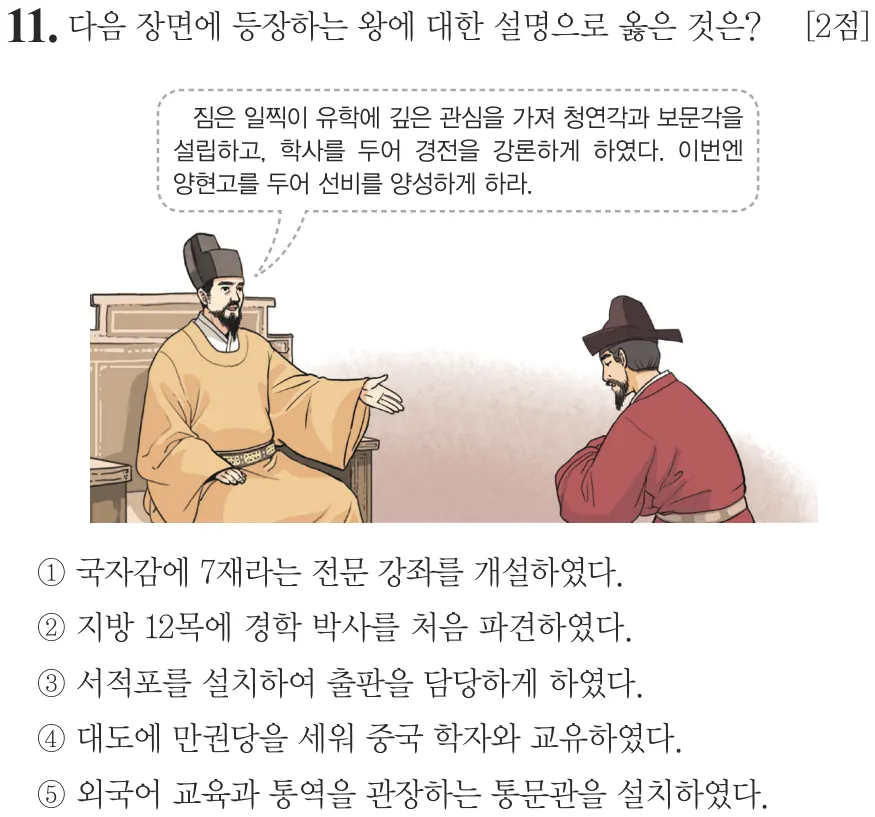 11. 다음 장면에 등장하는 왕에 대한 설명으로 옳은 것은? [2점]
짐은 일찍이 유학에 깊은 관심을 가져 청연각과 보문각을
설립하고, 학사를 두어 경전을 강론하게 하였다. 이번엔
양현고를 두어 선비를 양성하게 하라.
① 국자감에 7재라는 전문 강좌를 개설하였다.
② 지방 12목에 경학 박사를 처음 파견하였다.
③ 서적포를 설치하여 출판을 담당하게 하였다.
④ 대도에 만권당을 세워 중국 학자와 교유하였다.
⑤ 외국어 교육과 통역을 관장하는 통문관을 설치하였다.